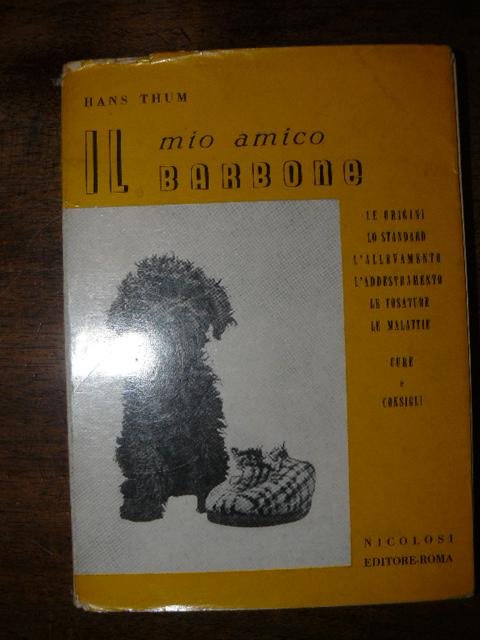 HANS THUM
IL mio amico
BARBONE
LE ORIGINI
LO STANDARD
L'ALLEVAMENTO
L'ADDESTRAMENTO
LE TOSATURE
LE MALATTIE
CURE
e
CONSIGLI
NICOLOSI
EDITORE-ROMA